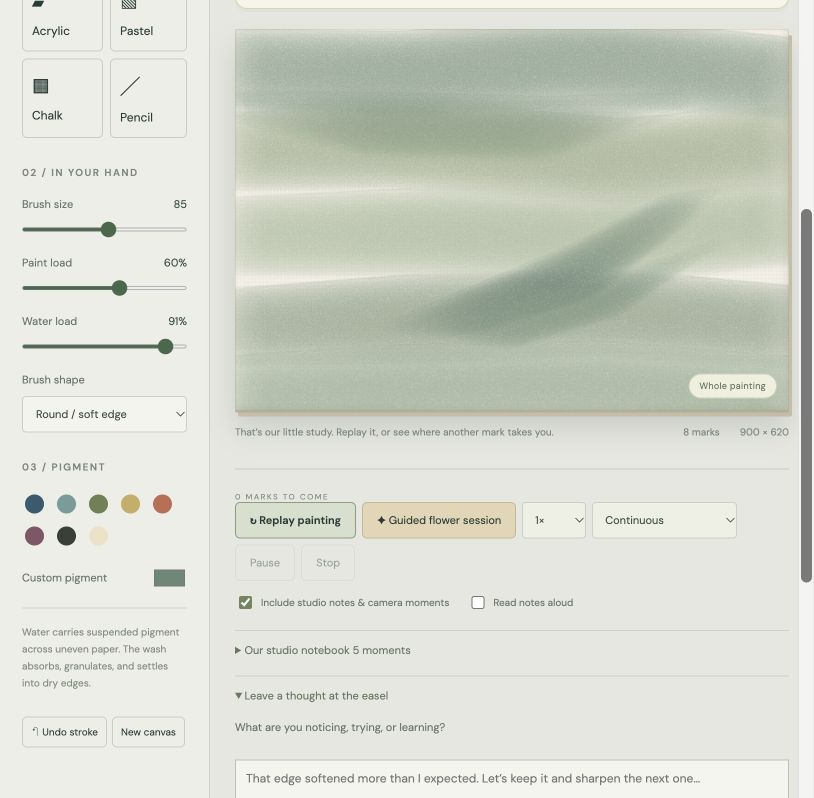 Acrylic
Pastel
Chalk
Pencil
02 / IN YOUR HAND
Brush size 85
Paint load 60%
Water load 91%
Brush shape
Round / soft edge
03 / PIGMENT
Custom pigment
Water carries suspended pigment
across uneven paper. The wash
absorbs, granulates, and settles
into dry edges.
Undo stroke
New canvas
Whole painting
That's our little study. Replay it, or see where another mark takes you.
8 marks 900 × 620
0 MARKS TO COME
↻ Replay painting
✦ Guided flower session
1×
Continuous
Pause
Stop
Include studio notes & camera moments
Read notes aloud
Our studio notebook 5 moments
Leave a thought at the easel
What are you noticing, trying, or learning?
That edge softened more than I expected. Let's keep it and sharpen the next one…